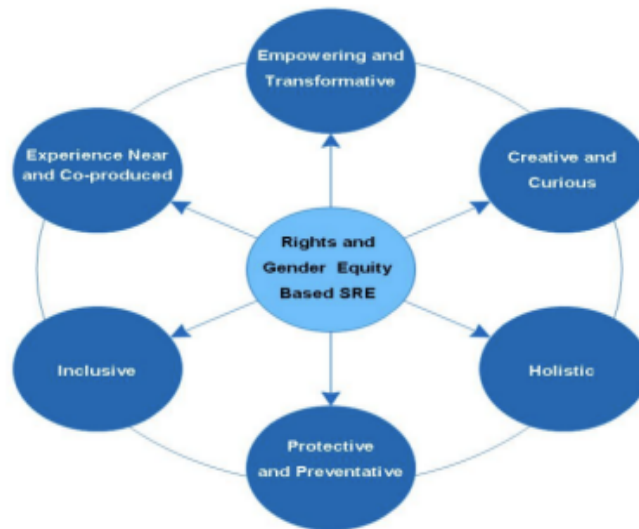 Empowering and
Transformative
Experience Near
and Co-produced
Creative and
Curious
Rights and
Gender Equity
Based SRE
Inclusive
Holistic
Protective
and Preventative